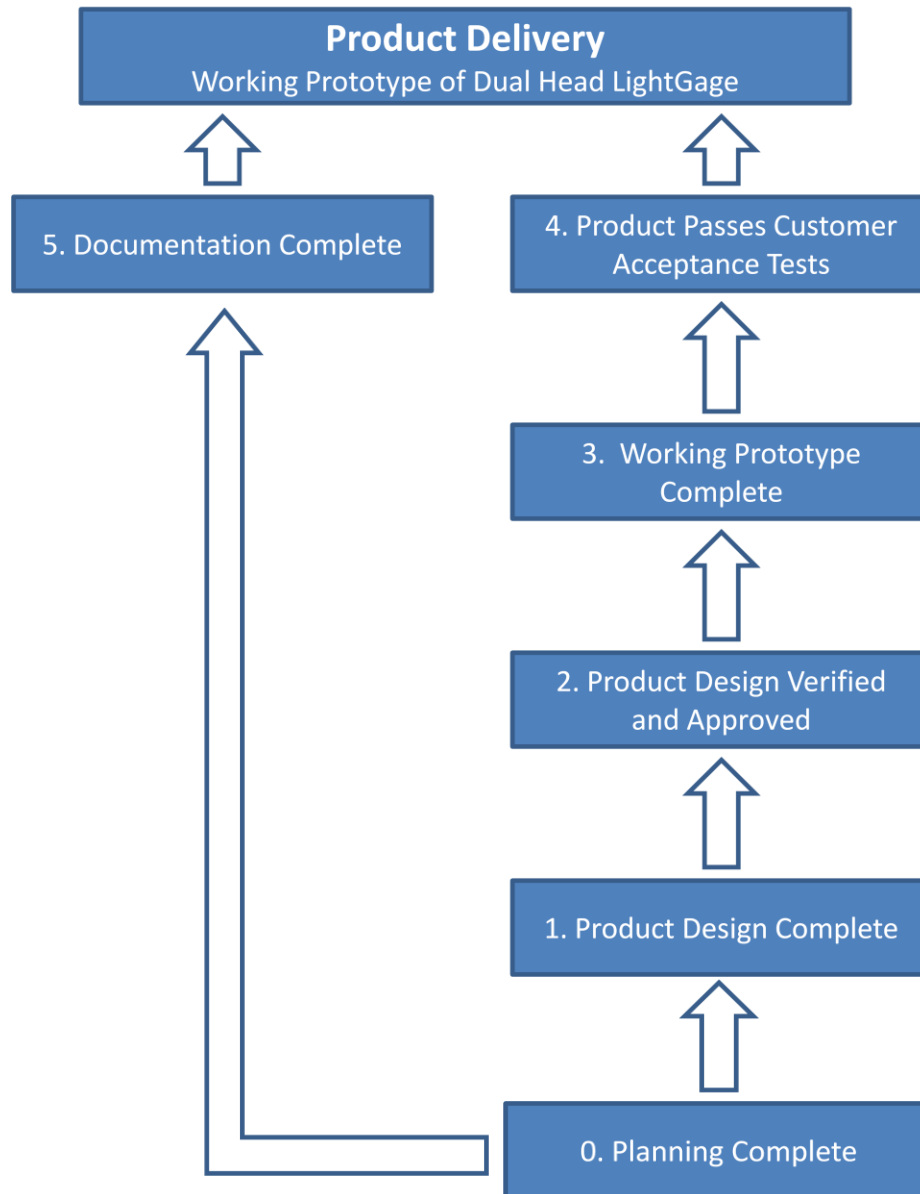 Product Delivery
Working Prototype of Dual Head LightGage
5. Documentation Complete
4. Product Passes Customer
Acceptance Tests
3.  Working Prototype
Complete
2. Product Design Verified
and Approved
1. Product Design Complete
0. Planning Complete